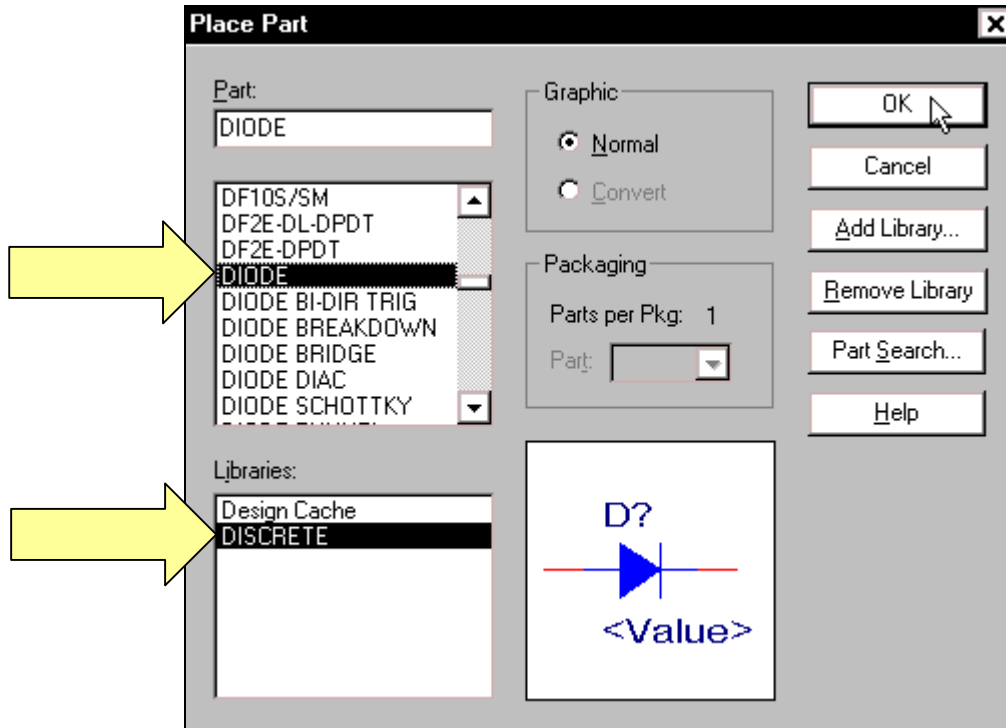 Place Part
Part:
DIODE
DF10S/SM
DF2E-DL-DPDT
DF2E-DPDT
DIODE
DIODE BI-DIR TRIG
DIODE BREAKDOWN
DIODE BRIDGE
DIODE DIAC
DIODE SCHOTTKY
Libraries:
Design Cache
DISCRETE
Graphic
Normal
Convert
Packaging
Parts per Pkg: 1
Part:
D?
<Value>
OK
Cancel
Add Library...
Remove Library
Part Search...
Help